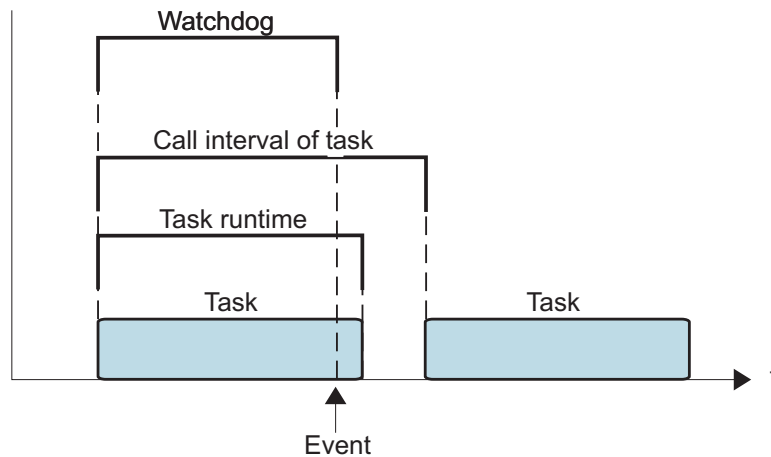 Watchdog
Call interval of task
Task runtime
Task
Task
Event